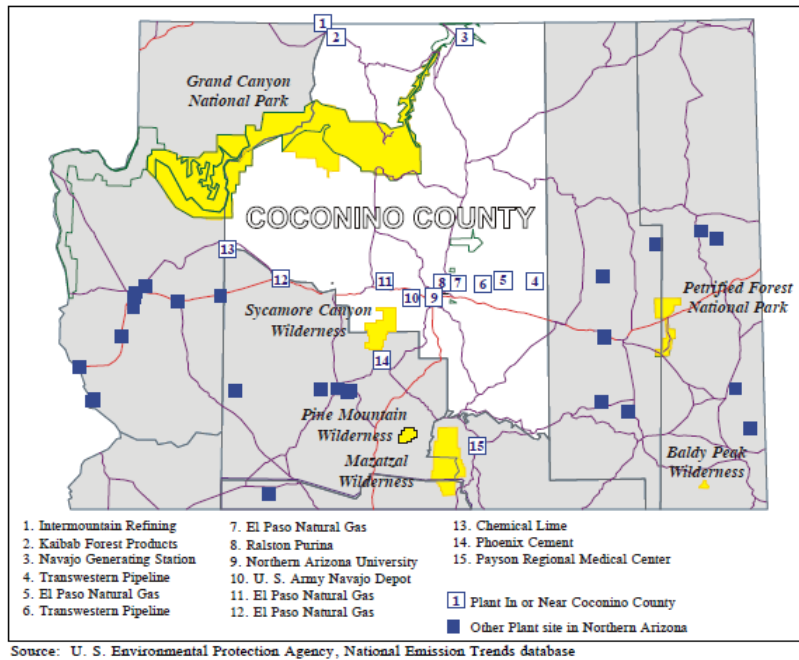 1
2
3
Grand Canyon
National Park
COCONINO COUNTY
13
12
11
10
9
8
7
6
5
4
Petrified Forest
National Park
Sycamore Canyon
Wilderness
14
Pine Mountain
Wilderness
Mazatzal
Wilderness
15
Baldy Peak
Wilderness
1. Intermountain Refining
2. Kaibab Forest Products
3. Navajo Generating Station
4. Transwestern Pipeline
5. El Paso Natural Gas
6. Transwestern Pipeline
7. El Paso Natural Gas
8. Ralston Purina
9. Northern Arizona University
10. U. S. Army Navajo Depot
11. El Paso Natural Gas
12. El Paso Natural Gas
13. Chemical Lime
14. Phoenix Cement
15. Payson Regional Medical Center
1 Plant In or Near Coconino County
Other Plant site in Northern Arizona
Source: U. S. Environmental Protection Agency, National Emission Trends database